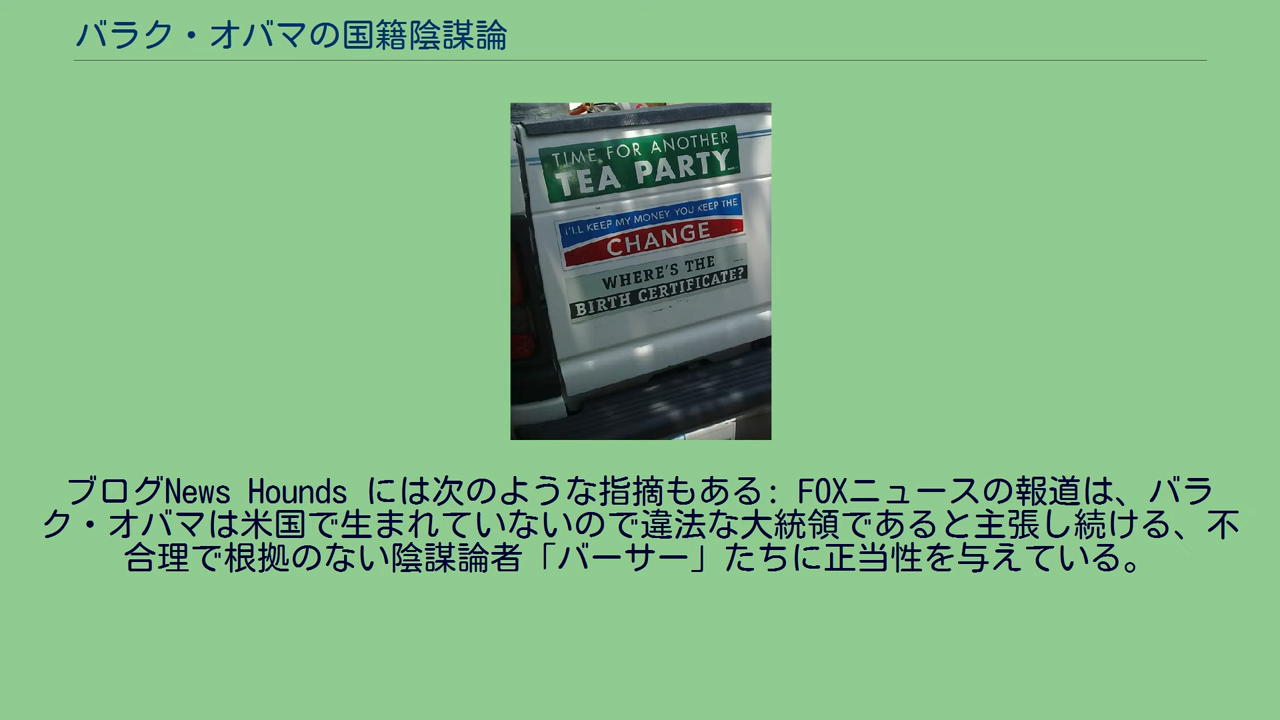 バラク・オバマの国籍陰謀論
TIME FOR ANOTHER
TEA PARTY
I'LL KEEP MY MONEY YOU KEEP THE
CHANGE
WHERE'S THE
BIRTH CERTIFICATE?
ブログNews Hounds には次のような指摘もある: FOXニュースの報道は、バラ
ク・オバマは米国で生まれていないので違法な大統領であると主張し続ける、不
合理で根拠のない陰謀論者「バーサー」たちに正当性を与えている。